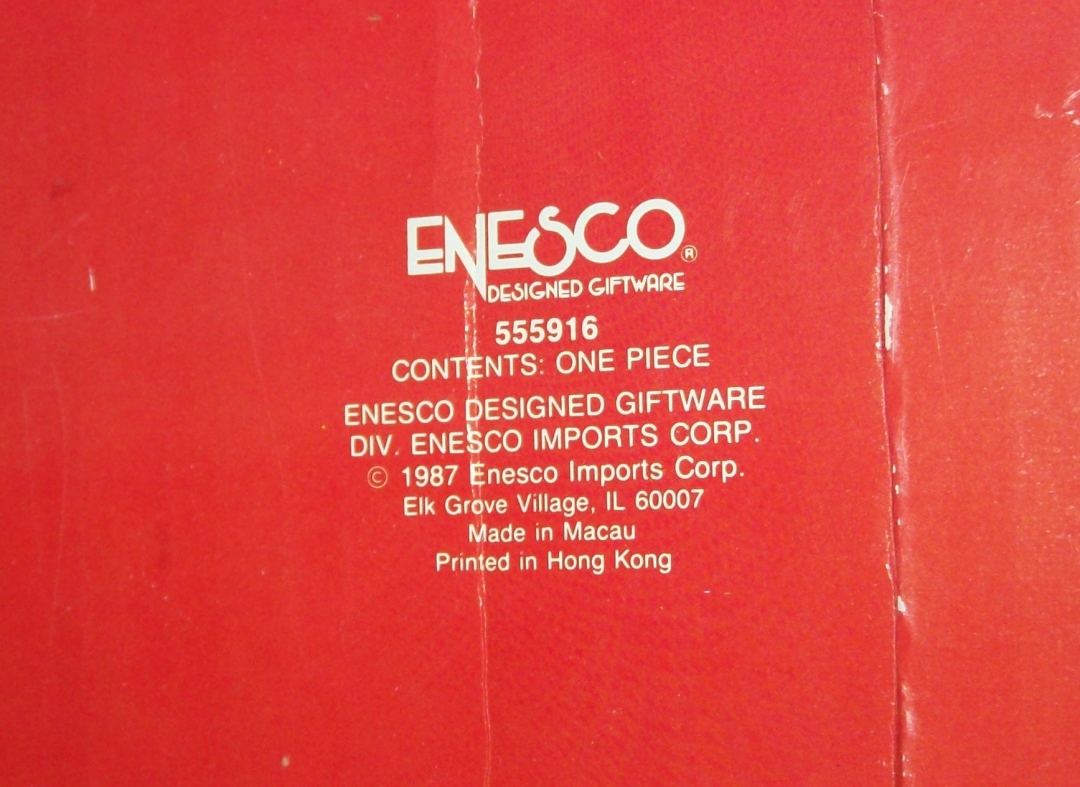 ENESCO®
DESIGNED GIFTWARE
555916
CONTENTS: ONE PIECE
ENESCO DESIGNED GIFTWARE
DIV. ENESCO IMPORTS CORP.
© 1987 Enesco Imports Corp.
Elk Grove Village, IL 60007
Made in Macau
Printed in Hong Kong